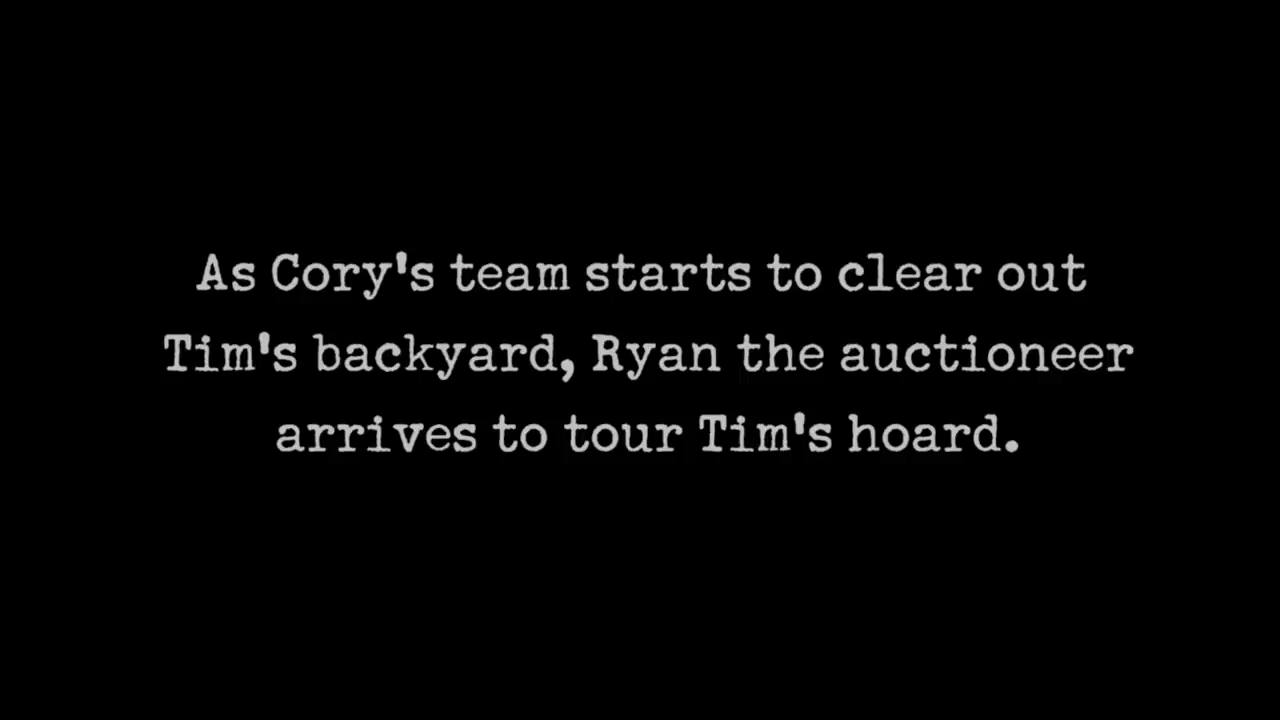 As Cory's team starts to clear out
Tim's backyard, Ryan the auctioneer
arrives to tour Tim's hoard.